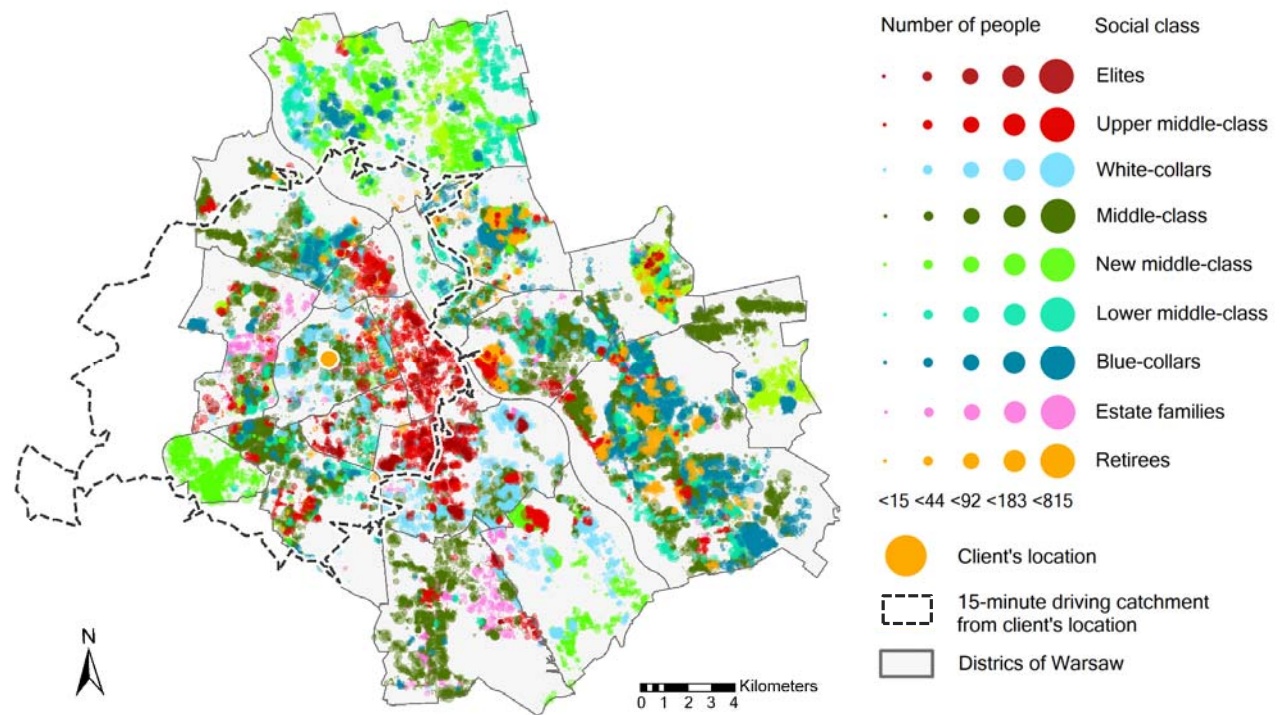 Number of people Social class
Elites
Upper middle-class
White-collars
Middle-class
New middle-class
Lower middle-class
Blue-collars
Estate families
Retirees
<15 <44 <92 <183 <815
Client's location
15-minute driving catchment
from client's location
Districs of Warsaw
N
Kilometers
0 1 2 3 4